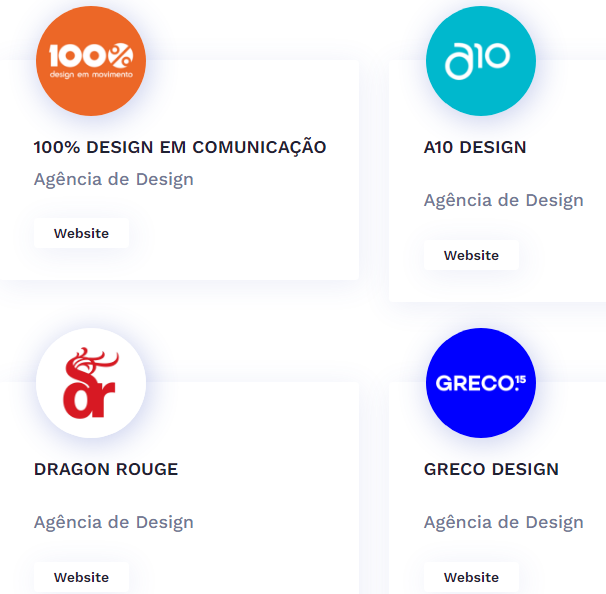 100%
design em movimento
100% DESIGN EM COMUNICAÇÃO
Agência de Design
Website
a10
A10 DESIGN
Agência de Design
Website
dr
DRAGON ROUGE
Agência de Design
Website
GRECO.15
GRECO DESIGN
Agência de Design
Website